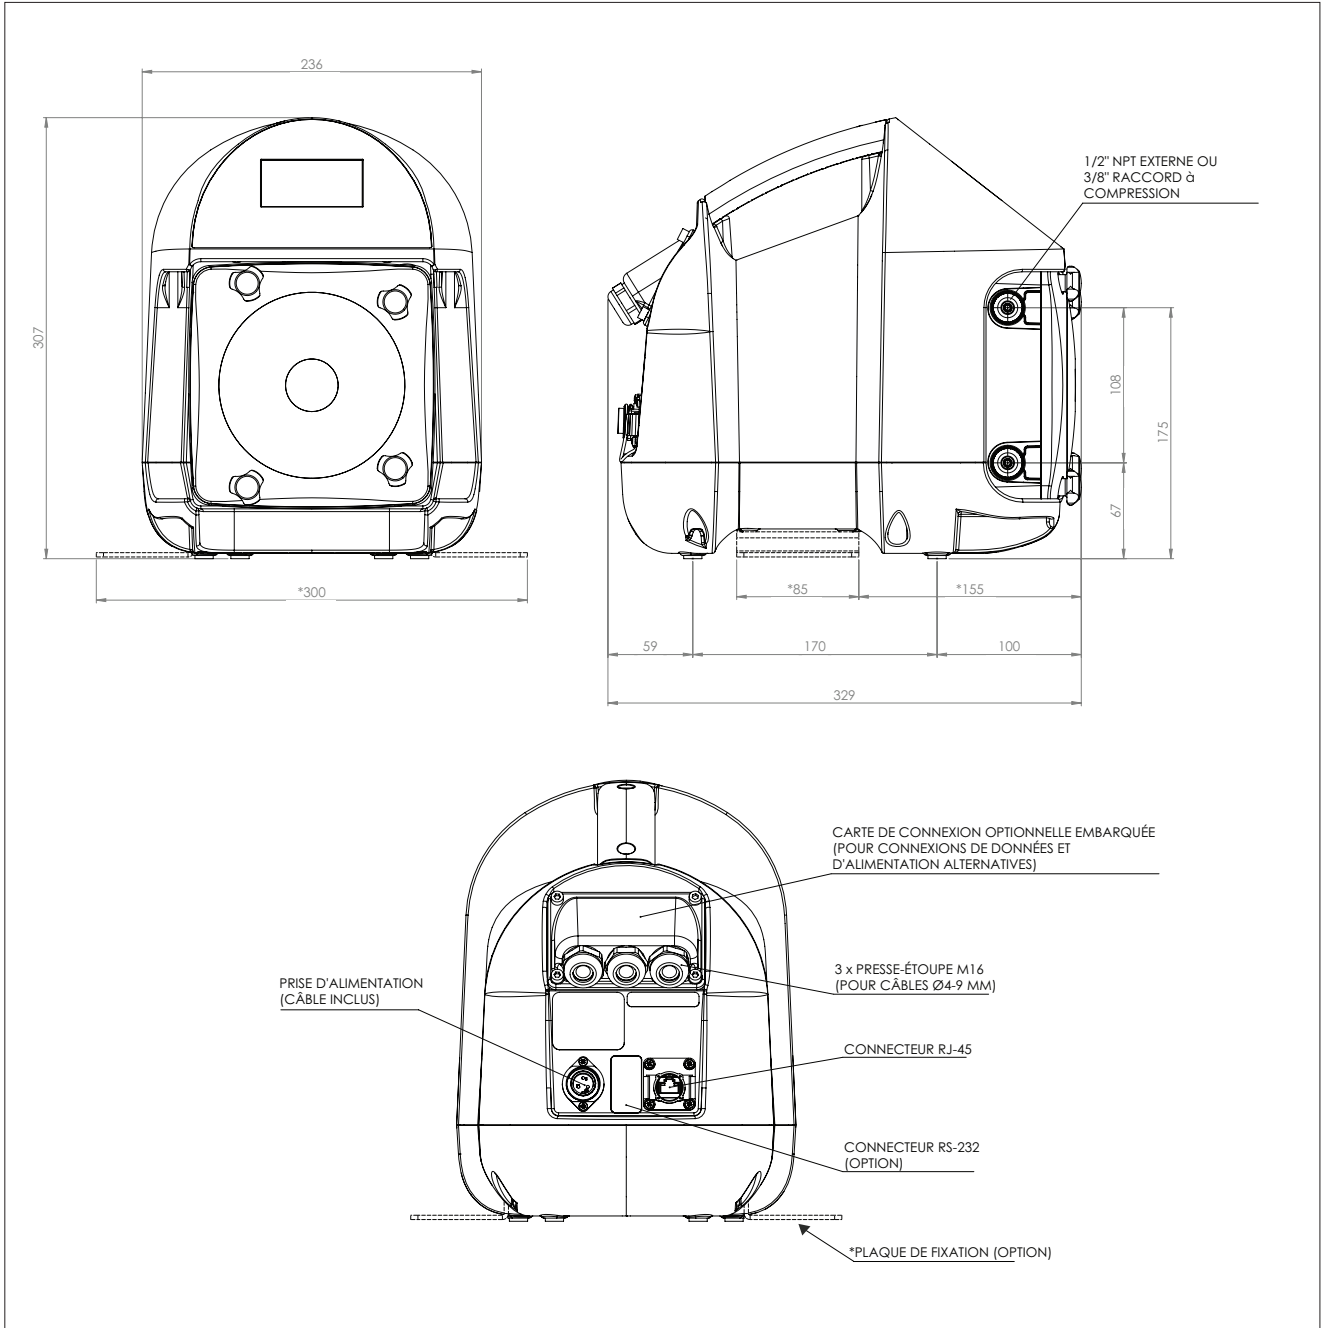 236
307
*300
1/2" NPT EXTERNE OU
3/8" RACCORD à
COMPRESSION
108
175
67
*85
*155
59
170
100
329
CARTE DE CONNEXION OPTIONNELLE EMBARQUÉE
(POUR CONNEXIONS DE DONNÉES ET
D'ALIMENTATION ALTERNATIVES)
3 x PRESSE-ÉTOUPE M16
(POUR CÂBLES Ø4-9 MM)
PRISE D'ALIMENTATION
(CÂBLE INCLUS)
CONNECTEUR RJ-45
CONNECTEUR RS-232
(OPTION)
*PLAQUE DE FIXATION (OPTION)